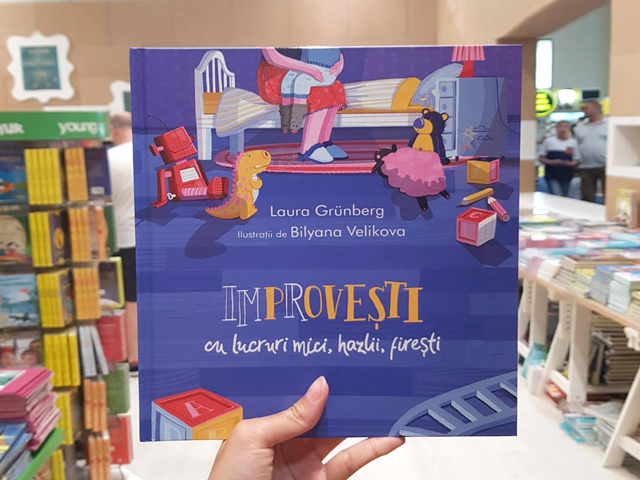 young
Laura Grünberg
Ilustrații de Bilyana Velikova
IMPROVEȘTI
cu lucruri mici, hazlii, firești
A